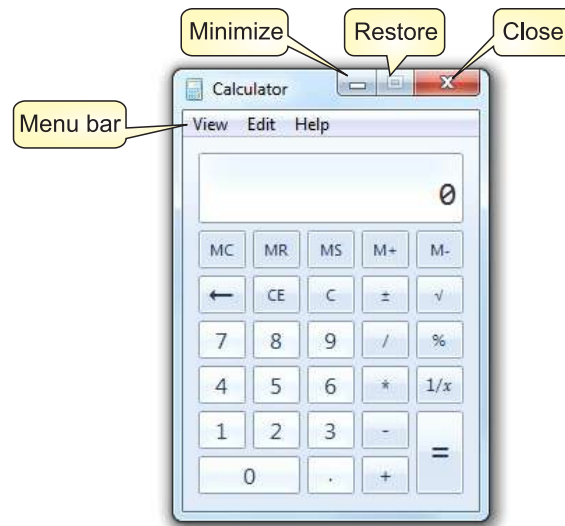 Minimize Restore Close
Calculator
Menu bar
View Edit Help
0
MC MR MS M+ M-
← CE C ± √
7 8 9 / %
4 5 6 * 1/x
1 2 3 - =
0 . +